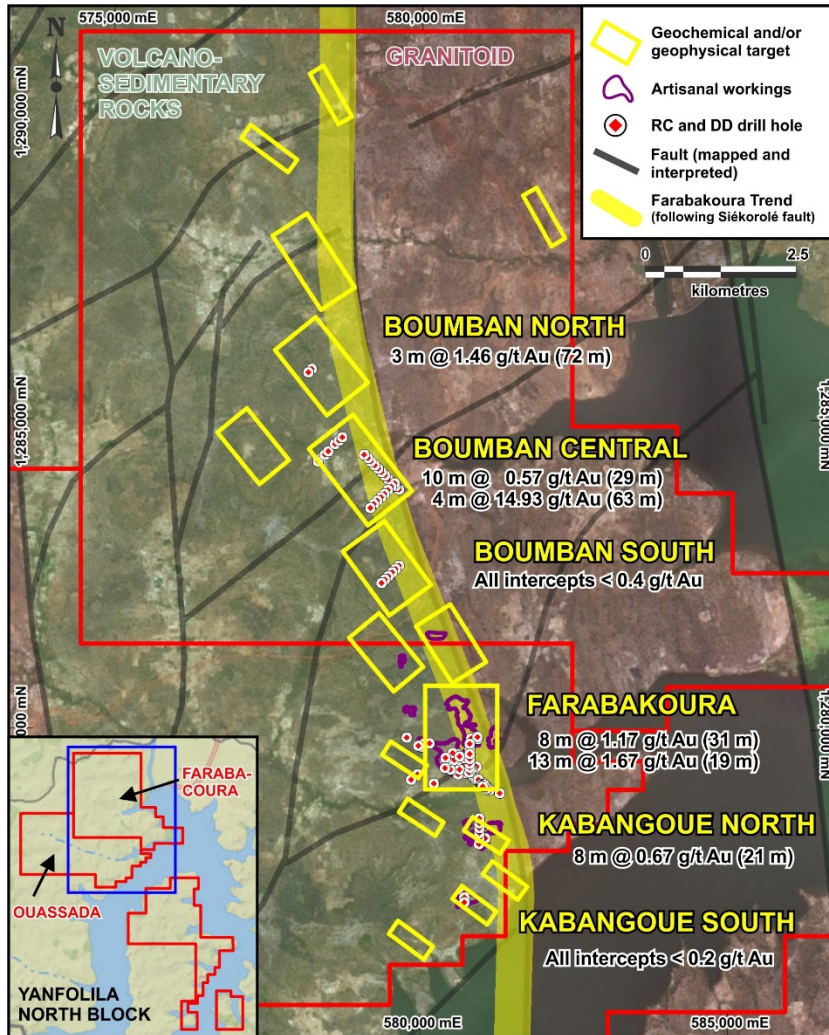 575,000 mE
580,000 mE
N
VOLCANO-
SEDIMENTARY
ROCKS
GRANITOID
1,290,000 mN
Geochemical and/or
geophysical target
Artisanal workings
RC and DD drill hole
Fault (mapped and
interpreted)
Farabakoura Trend
(following Siékorolé fault)
0
2.5
kilometres
BOUMBAN NORTH
3 m @ 1.46 g/t Au (72 m)
1,285,000 mN
1,285,000 mN
BOUMBAN CENTRAL
10 m @ 0.57 g/t Au (29 m)
4 m @ 14.93 g/t Au (63 m)
BOUMBAN SOUTH
All intercepts < 0.4 g/t Au
FARABAKOURA
8 m @ 1.17 g/t Au (31 m)
13 m @ 1.67 g/t Au (19 m)
1,280,000 mN
KABANGOUE NORTH
8 m @ 0.67 g/t Au (21 m)
KABANGOUE SOUTH
All intercepts < 0.2 g/t Au
FARABA-
COURA
OUASSADA
YANFOLILA
NORTH BLOCK
580,000 mE
585,000 mE